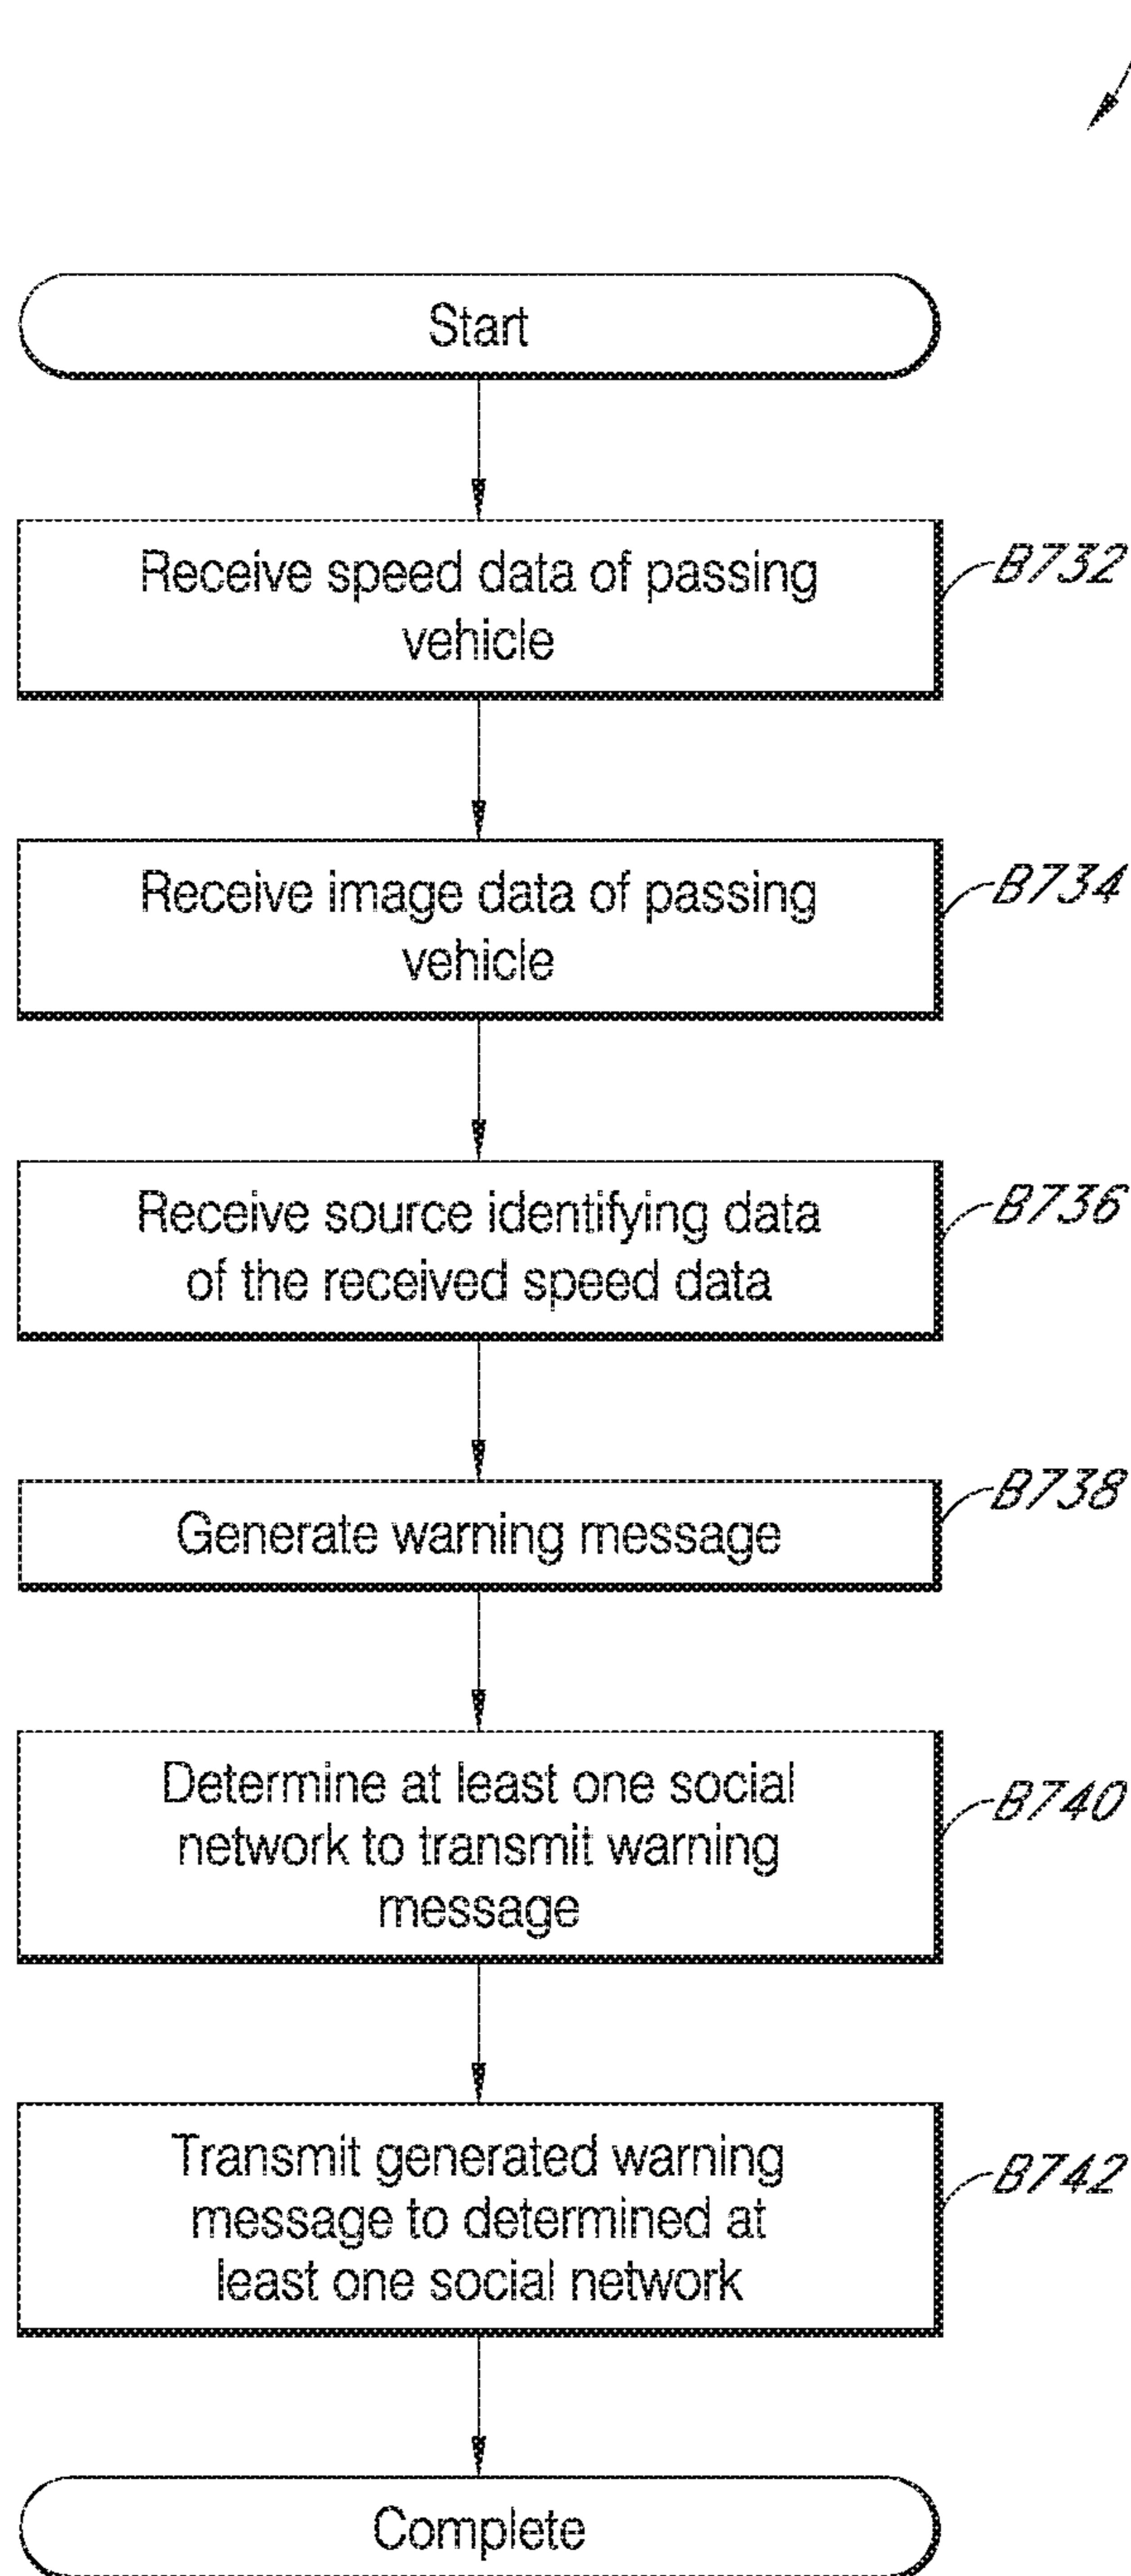 Start
Receive speed data of passing
vehicle
B732
Receive image data of passing
vehicle
B734
Receive source identifying data
of the received speed data
B736
Generate warning message
B738
Determine at least one social
network to transmit warning
message
B740
Transmit generated warning
message to determined at
least one social network
B742
Complete